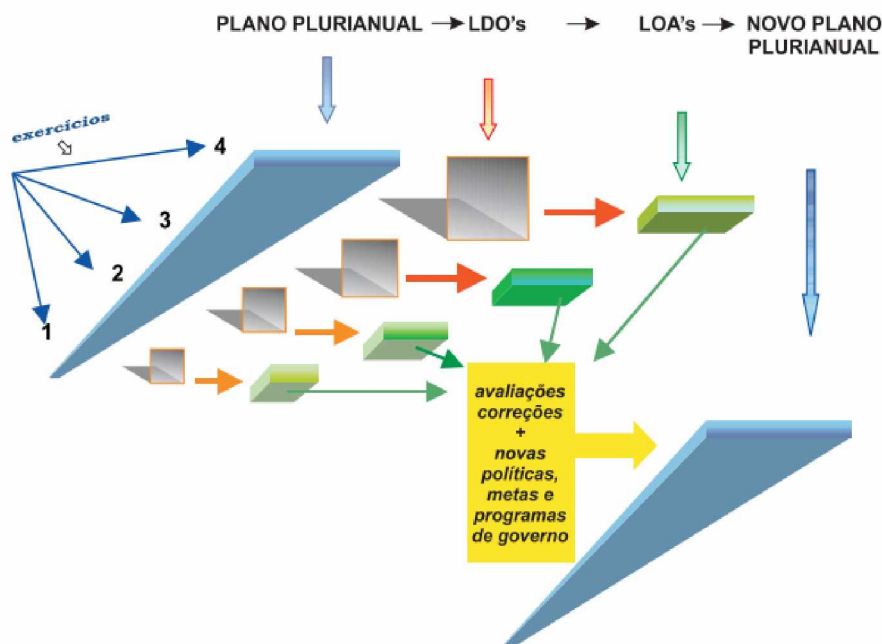 PLANO PLURIANUAL → LDO's → LOA's → NOVO PLANO
PLURIANUAL
exercícios
4
3
2
1
avaliações
correções
+
novas
políticas,
metas e
programas
de governo